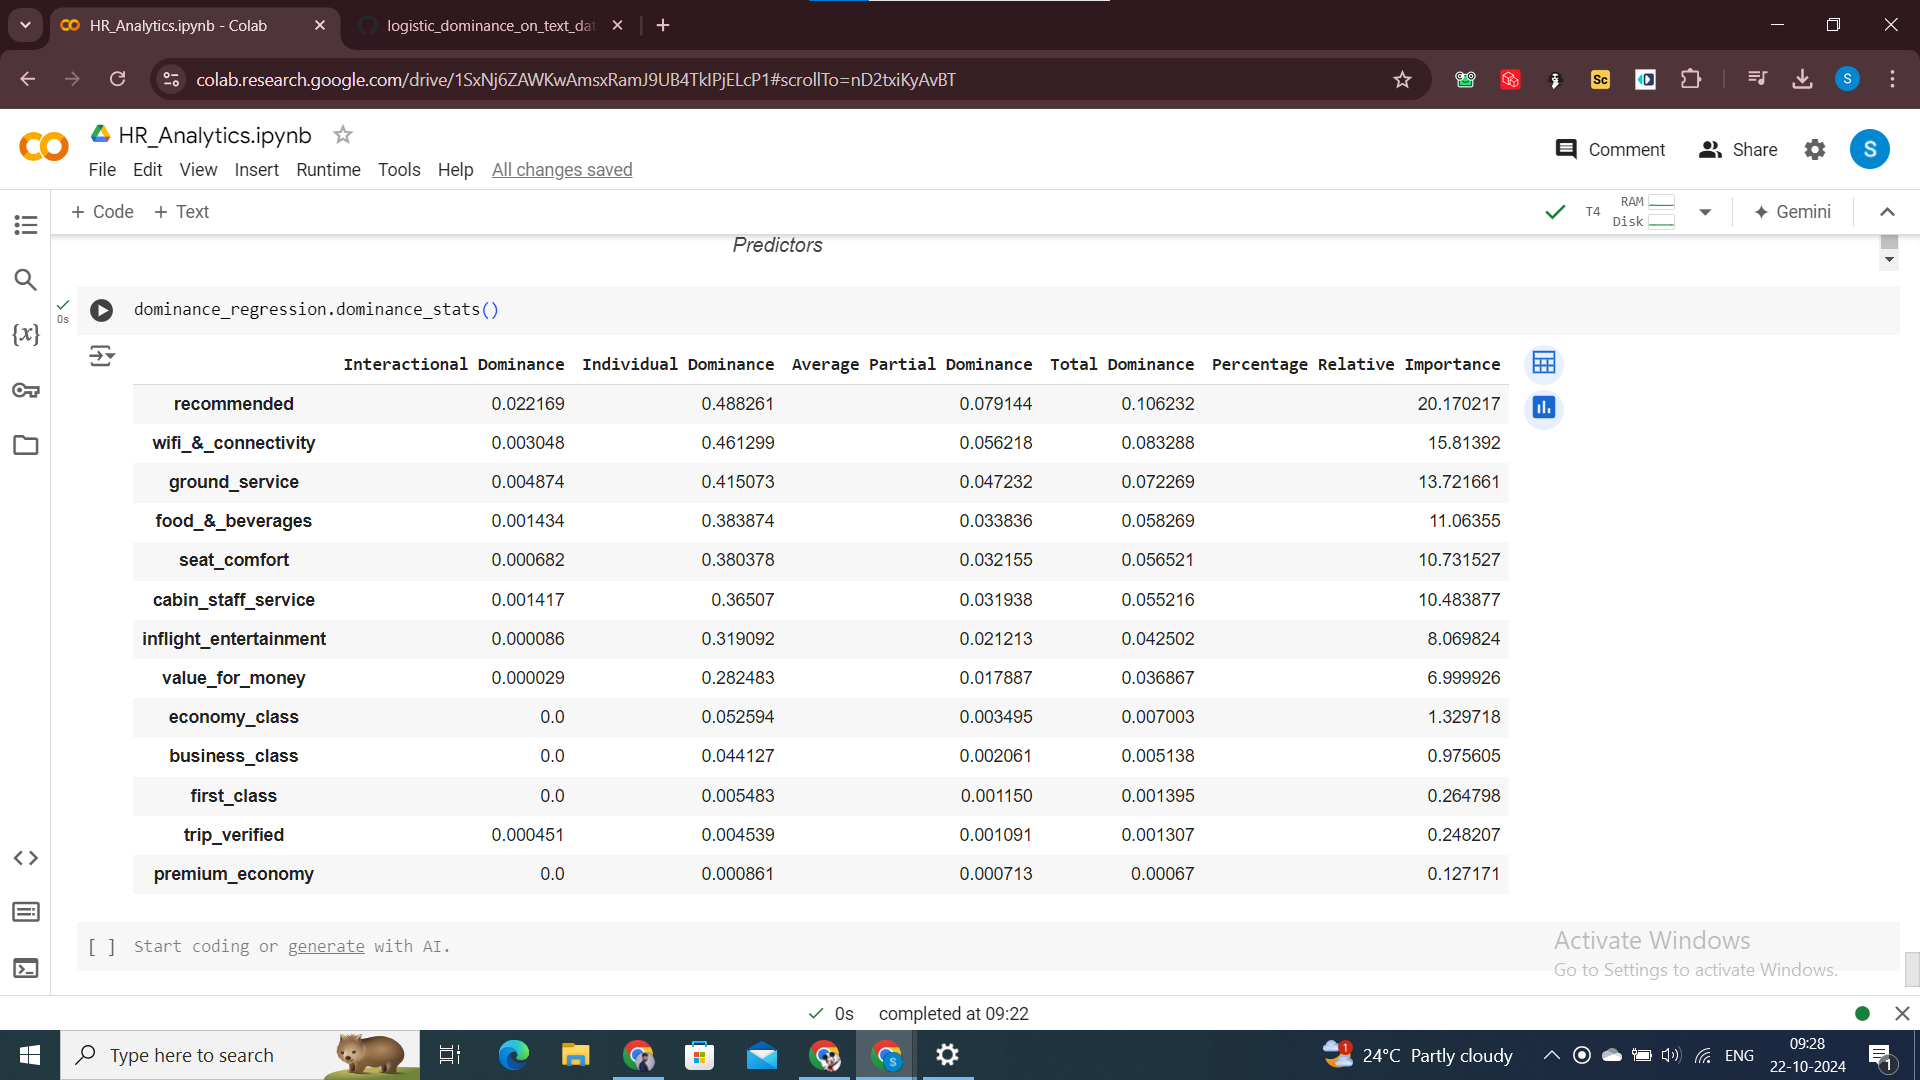 HR_Analytics.ipynb - Colab
logistic_dominance_on_text_dat
colab.research.google.com/drive/1SxNj6ZAWKwAmsxRamJ9UB4TkIPjELcP1#scrollTo=nD2txiKyAvBT
Sc
S
HR_Analytics.ipynb
File Edit View Insert Runtime Tools Help All changes saved
Comment Share S
+ Code + Text
T4 RAM Disk Gemini
Predictors
{x}
0s
dominance_regression.dominance_stats()
Interactional Dominance Individual Dominance Average Partial Dominance Total Dominance Percentage Relative Importance
recommended 0.022169 0.488261 0.079144 0.106232 20.170217
wifi_&_connectivity 0.003048 0.461299 0.056218 0.083288 15.81392
ground_service 0.004874 0.415073 0.047232 0.072269 13.721661
food_&_beverages 0.001434 0.383874 0.033836 0.058269 11.06355
seat_comfort 0.000682 0.380378 0.032155 0.056521 10.731527
cabin_staff_service 0.001417 0.36507 0.031938 0.055216 10.483877
inflight_entertainment 0.000086 0.319092 0.021213 0.042502 8.069824
value_for_money 0.000029 0.282483 0.017887 0.036867 6.999926
economy_class 0.0 0.052594 0.003495 0.007003 1.329718
business_class 0.0 0.044127 0.002061 0.005138 0.975605
first_class 0.0 0.005483 0.001150 0.001395 0.264798
trip_verified 0.000451 0.004539 0.001091 0.001307 0.248207
premium_economy 0.0 0.000861 0.000713 0.00067 0.127171
[ ] Start coding or generate with AI.
Activate Windows
Go to Settings to activate Windows.
0s completed at 09:22
Type here to search
S
1
24°C Partly cloudy
ENG
09:28
22-10-2024
1